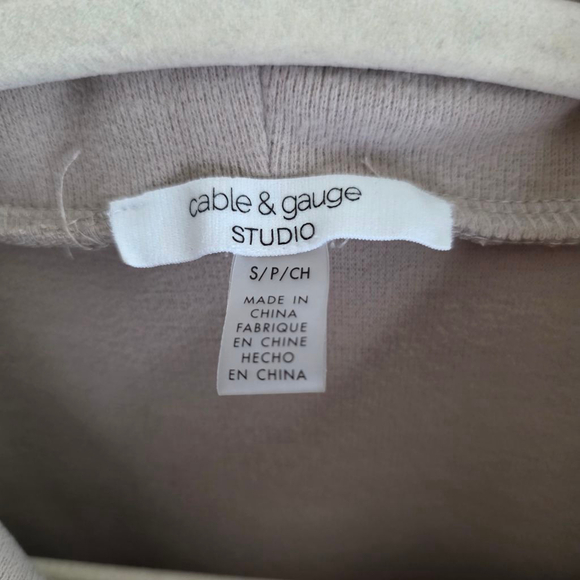 cable & gauge
STUDIO
S/P/CH
MADE IN
CHINA
FABRIQUE
EN CHINE
HECHO
EN CHINA